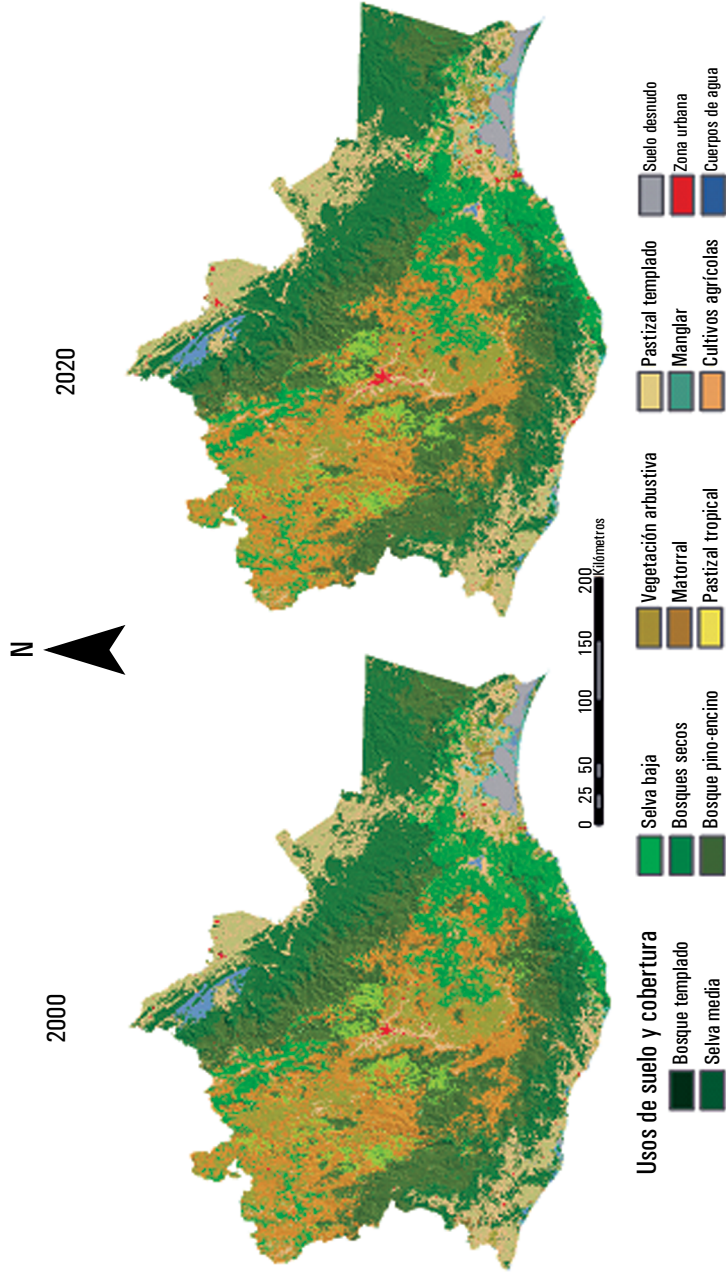 N
2000
2020
0 25 50 100 150 200
Kilómetros
Usos de suelo y cobertura
Bosque templado
Selva media
Selva baja
Bosques secos
Bosque pino-encino
Vegetación arbustiva
Matorral
Pastizal tropical
Pastizal templado
Manglar
Cultivos agrícolas
Suelo desnudo
Zona urbana
Cuerpos de agua